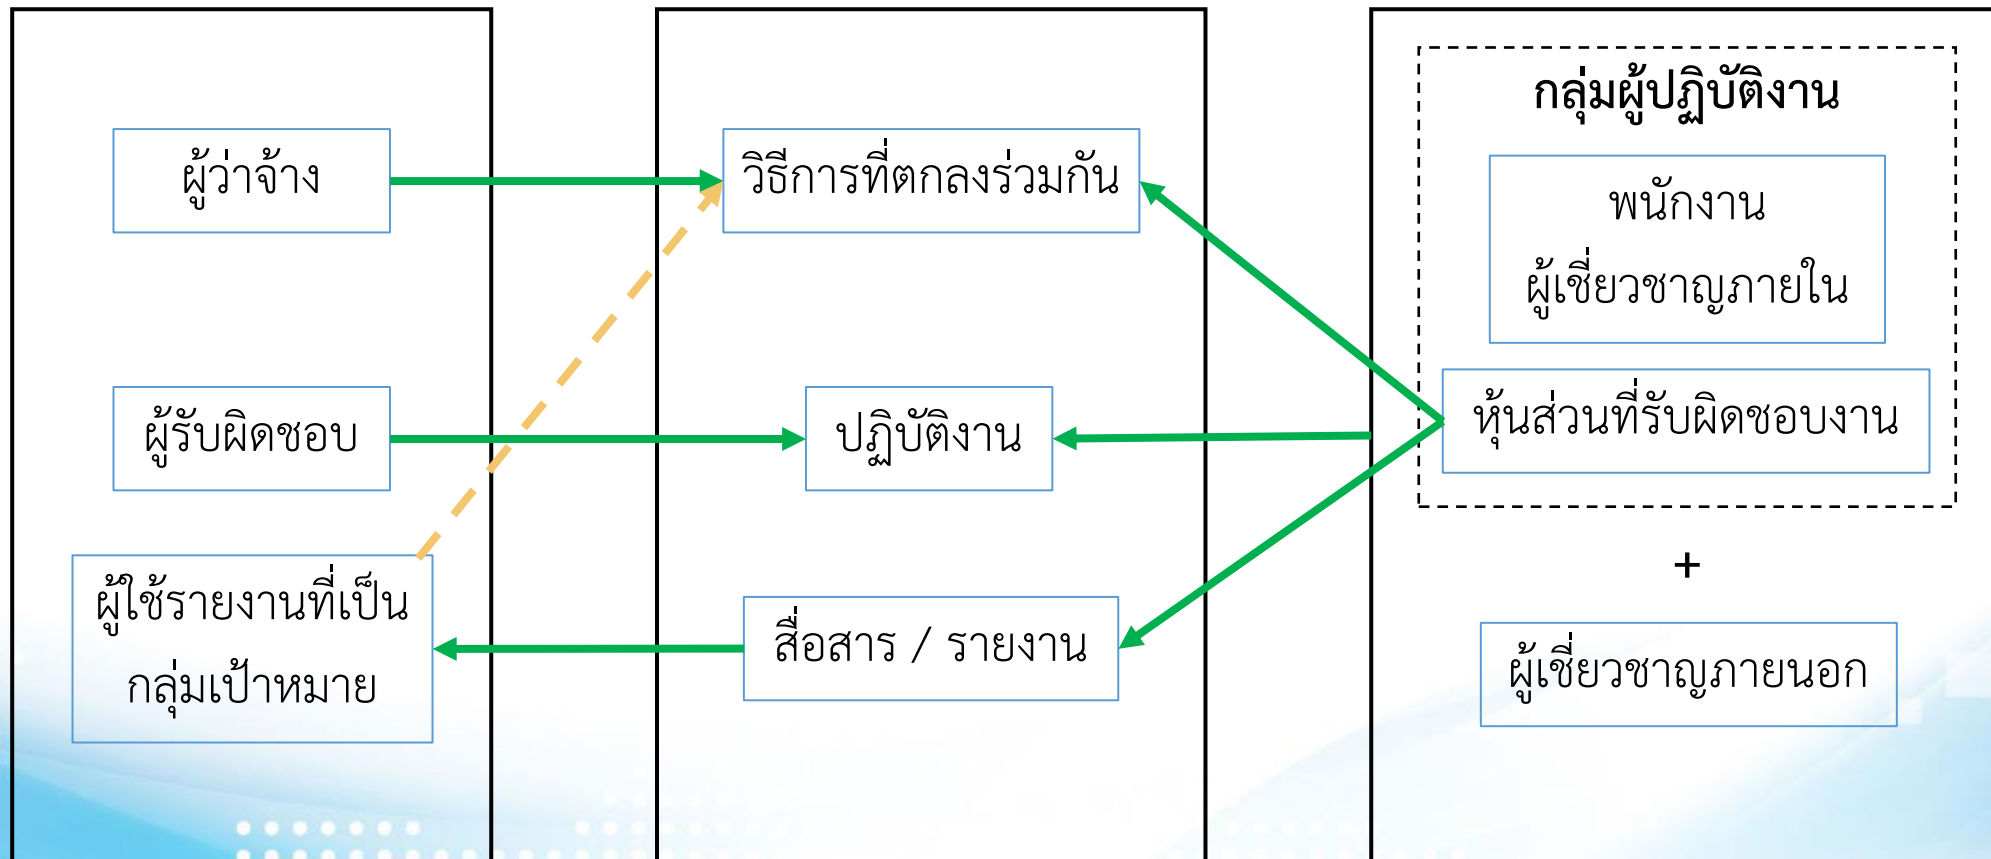 ผู้ว่าจ้าง
ผู้รับผิดชอบ
ผู้ใช้รายงานที่เป็น
กลุ่มเป้าหมาย
วิธีการที่ตกลงร่วมกัน
ปฏิบัติงาน
สื่อสาร / รายงาน
กลุ่มผู้ปฏิบัติงาน
พนักงาน
ผู้เชี่ยวชาญภายใน
หุ้นส่วนที่รับผิดชอบงาน
+
ผู้เชี่ยวชาญภายนอก